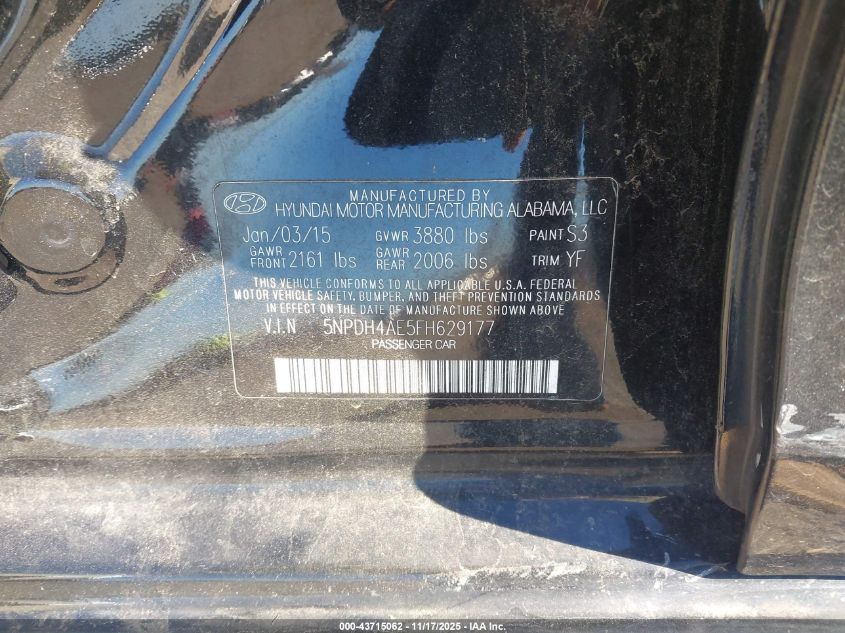 MANUFACTURED BY
HYUNDAI MOTOR MANUFACTURING ALABAMA, LLC
Jan/03/15 GVWR 3880 lbs PAINT S3
GAWR FRONT 2161 lbs GAWR REAR 2006 lbs TRIM YF
THIS VEHICLE CONFORMS TO ALL APPLICABLE U.S.A. FEDERAL
MOTOR VEHICLE SAFETY, BUMPER, AND THEFT PREVENTION STANDARDS
IN EFFECT ON THE DATE OF MANUFACTURE SHOWN ABOVE
V.I.N 5NPDH4AE5FH629177
PASSENGER CAR
000-43715062 - 11/17/2025 - IAA Inc.